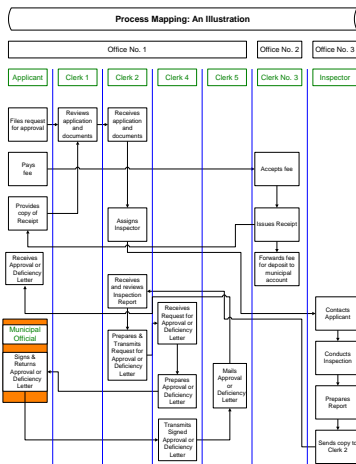 Process Mapping: An Illustration
Office No. 1
Office No. 2
Office No. 3
Applicant
Clerk 1
Clerk 2
Clerk 4
Clerk 5
Clerk No. 3
Inspector
Files request
for approval
Reviews
application
and
documents
Receives
application
and
documents
Pays
fee
Accepts fee
Provides
copy of
Receipt
Assigns
Inspector
Issues Receipt
Receives
Approval or
Deficiency
Letter
Forwards fee
for deposit to
municipal
account
Receives
and reviews
Inspection
Report
Receives
Request for
Approval or
Deficiency
Letter
Contacts
Applicant
Municipal
Official
Signs &
Returns
Approval or
Deficiency
Letter
Prepares &
Transmits
Request for
Approval or
Deficiency
Letter
Prepares
Approval or
Deficiency
Letter
Mails
Approval
or
Deficiency
Letter
Conducts
Inspection
Prepares
Report
Transmits
Signed
Approval or
Deficiency
Letter
Sends copy to
Clerk 2